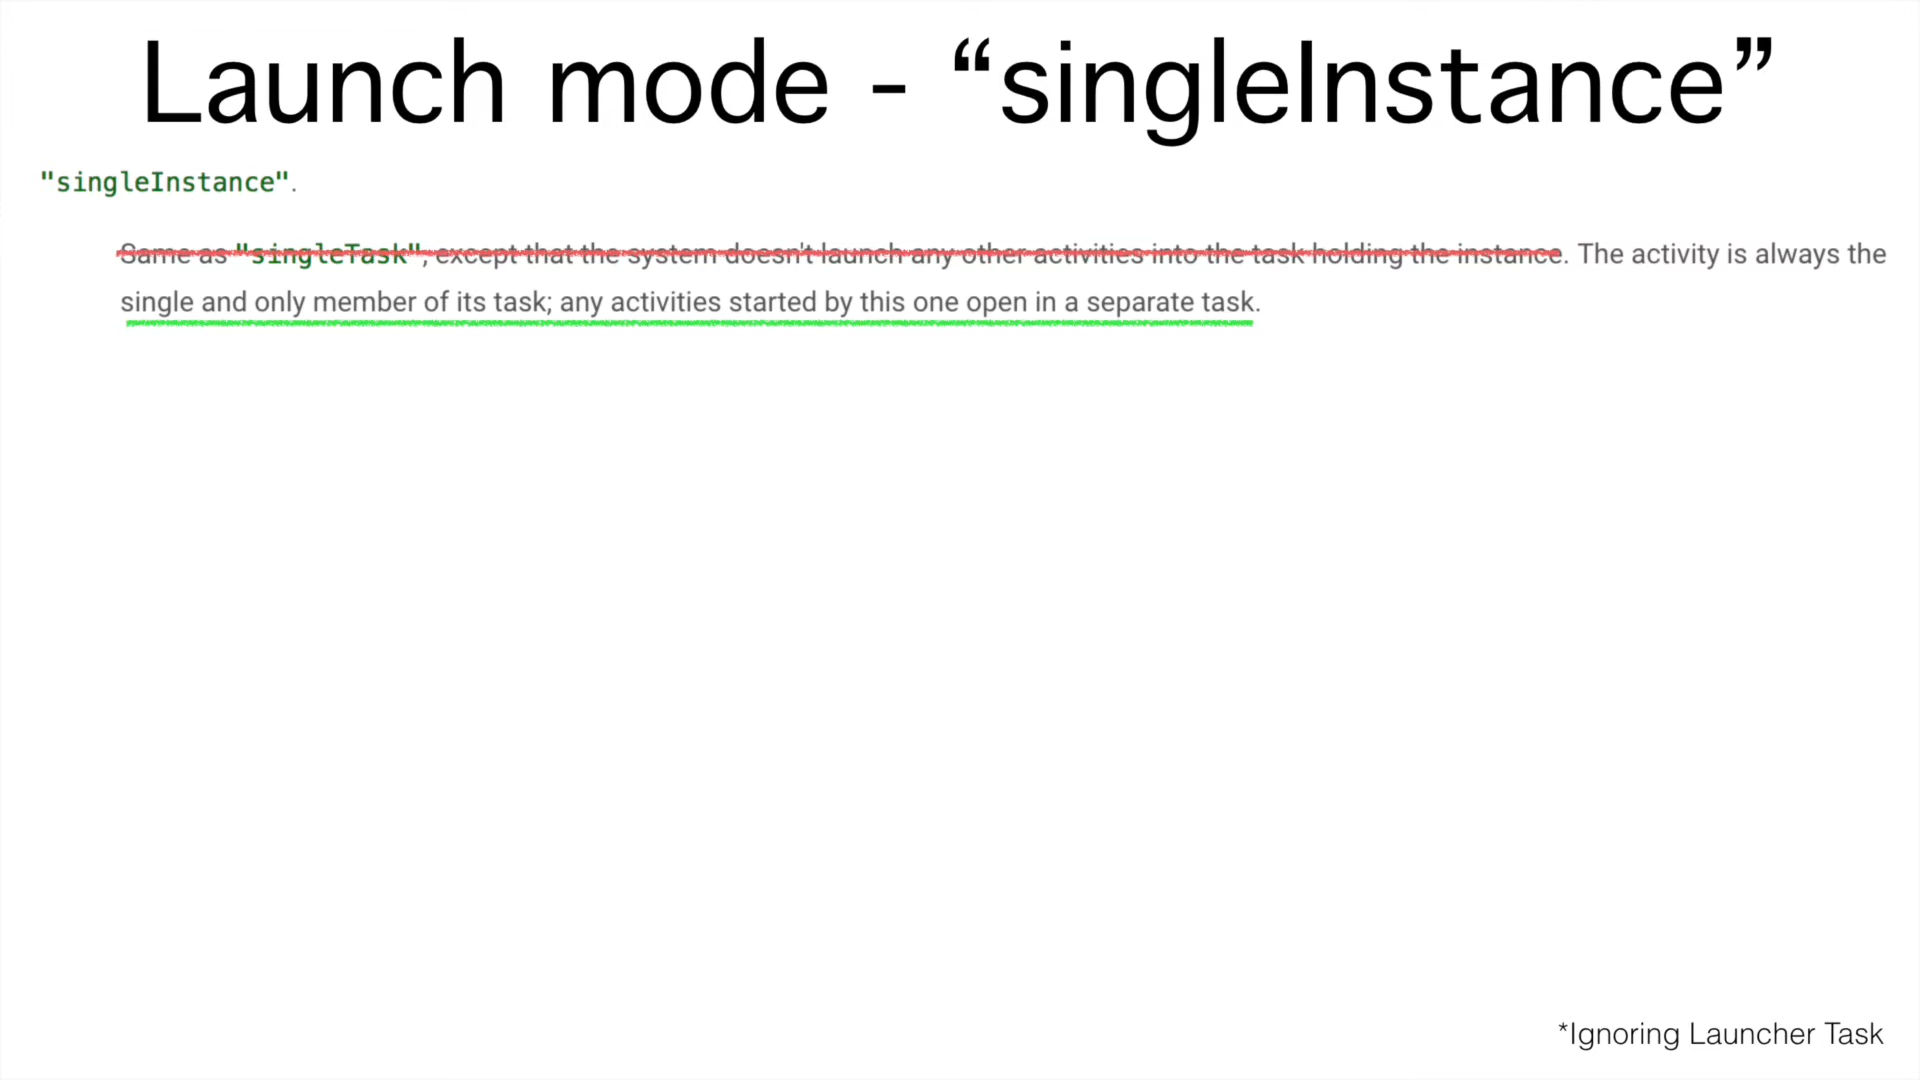 Launch mode - “singleInstance”
"singleInstance".
Same as "singleTask", except that the system doesn't launch any other activities into the task holding the instance. The activity is always the
single and only member of its task; any activities started by this one open in a separate task.
*Ignoring Launcher Task